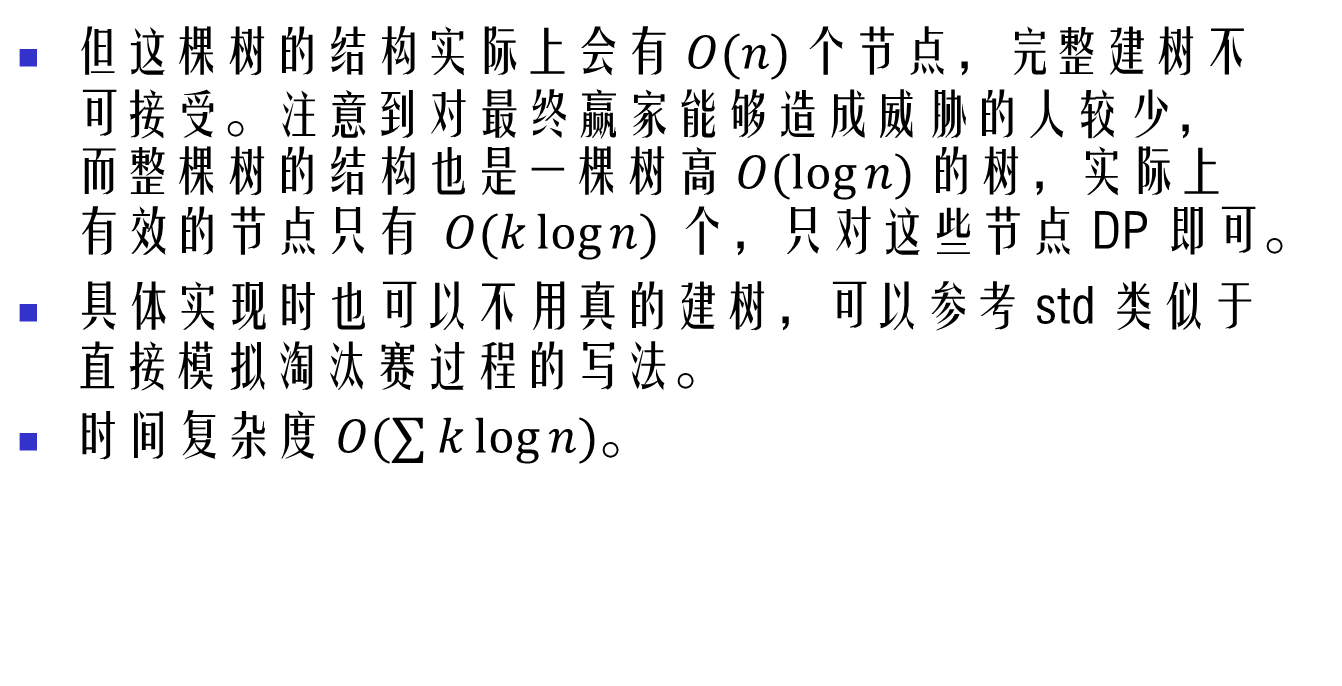 ■ 但这棵树的结构实际上会有 O(n) 个节点，完整建树不
可接受。注意到对最终赢家能够造成威胁的人较少，
而整棵树的结构也是一棵树高 O(log n) 的树，实际上
有效的节点只有 O(k log n) 个，只对这些节点 DP 即可。
■ 具体实现时也可以不用真的建树，可以参考 std 类似于
直接模拟淘汰赛过程的写法。
■ 时间复杂度 O(∑ k log n)。